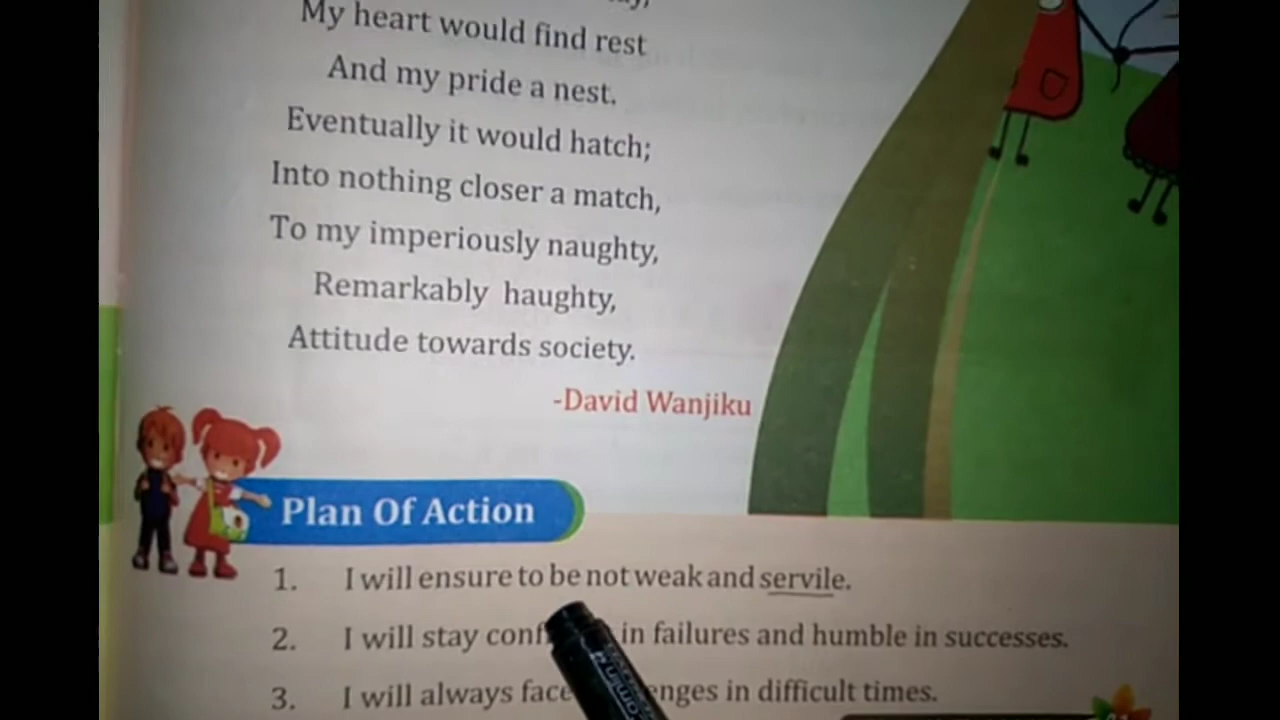 My heart would find rest
And my pride a nest.
Eventually it would hatch;
Into nothing closer a match,
To my imperiously naughty,
Remarkably haughty,
Attitude towards society.
-David Wanjiku
Plan Of Action
1. I will ensure to be not weak and servile.
2. I will stay in failures and humble in successes.
3. I will always face in difficult times.